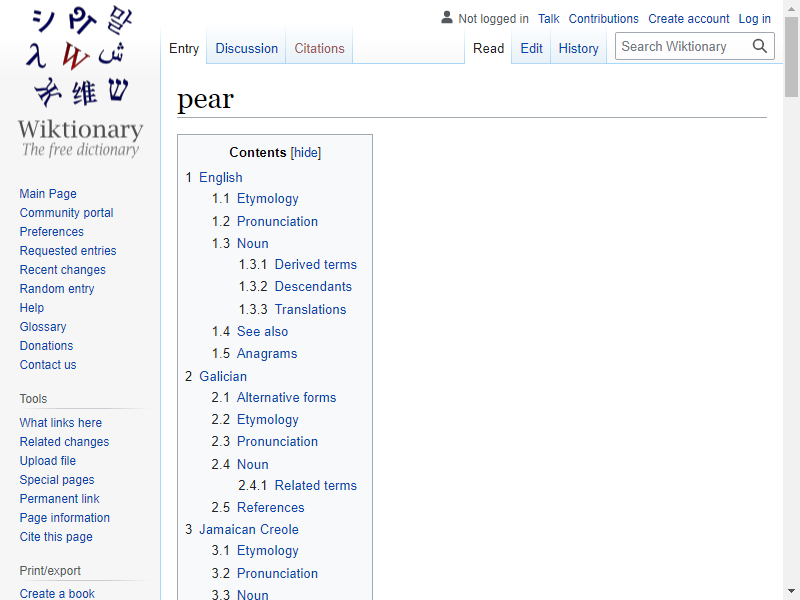 Not logged in Talk Contributions Create account Log in
Entry Discussion Citations Read Edit History Search Wiktionary
シ 말
λ W ش
维 ש
Wiktionary
The free dictionary
Main Page
Community portal
Preferences
Requested entries
Recent changes
Random entry
Help
Glossary
Donations
Contact us
Tools
What links here
Related changes
Upload file
Special pages
Permanent link
Page information
Cite this page
Print/export
Create a book
pear
Contents [hide]
1 English
1.1 Etymology
1.2 Pronunciation
1.3 Noun
1.3.1 Derived terms
1.3.2 Descendants
1.3.3 Translations
1.4 See also
1.5 Anagrams
2 Galician
2.1 Alternative forms
2.2 Etymology
2.3 Pronunciation
2.4 Noun
2.4.1 Related terms
2.5 References
3 Jamaican Creole
3.1 Etymology
3.2 Pronunciation
3.3 Noun